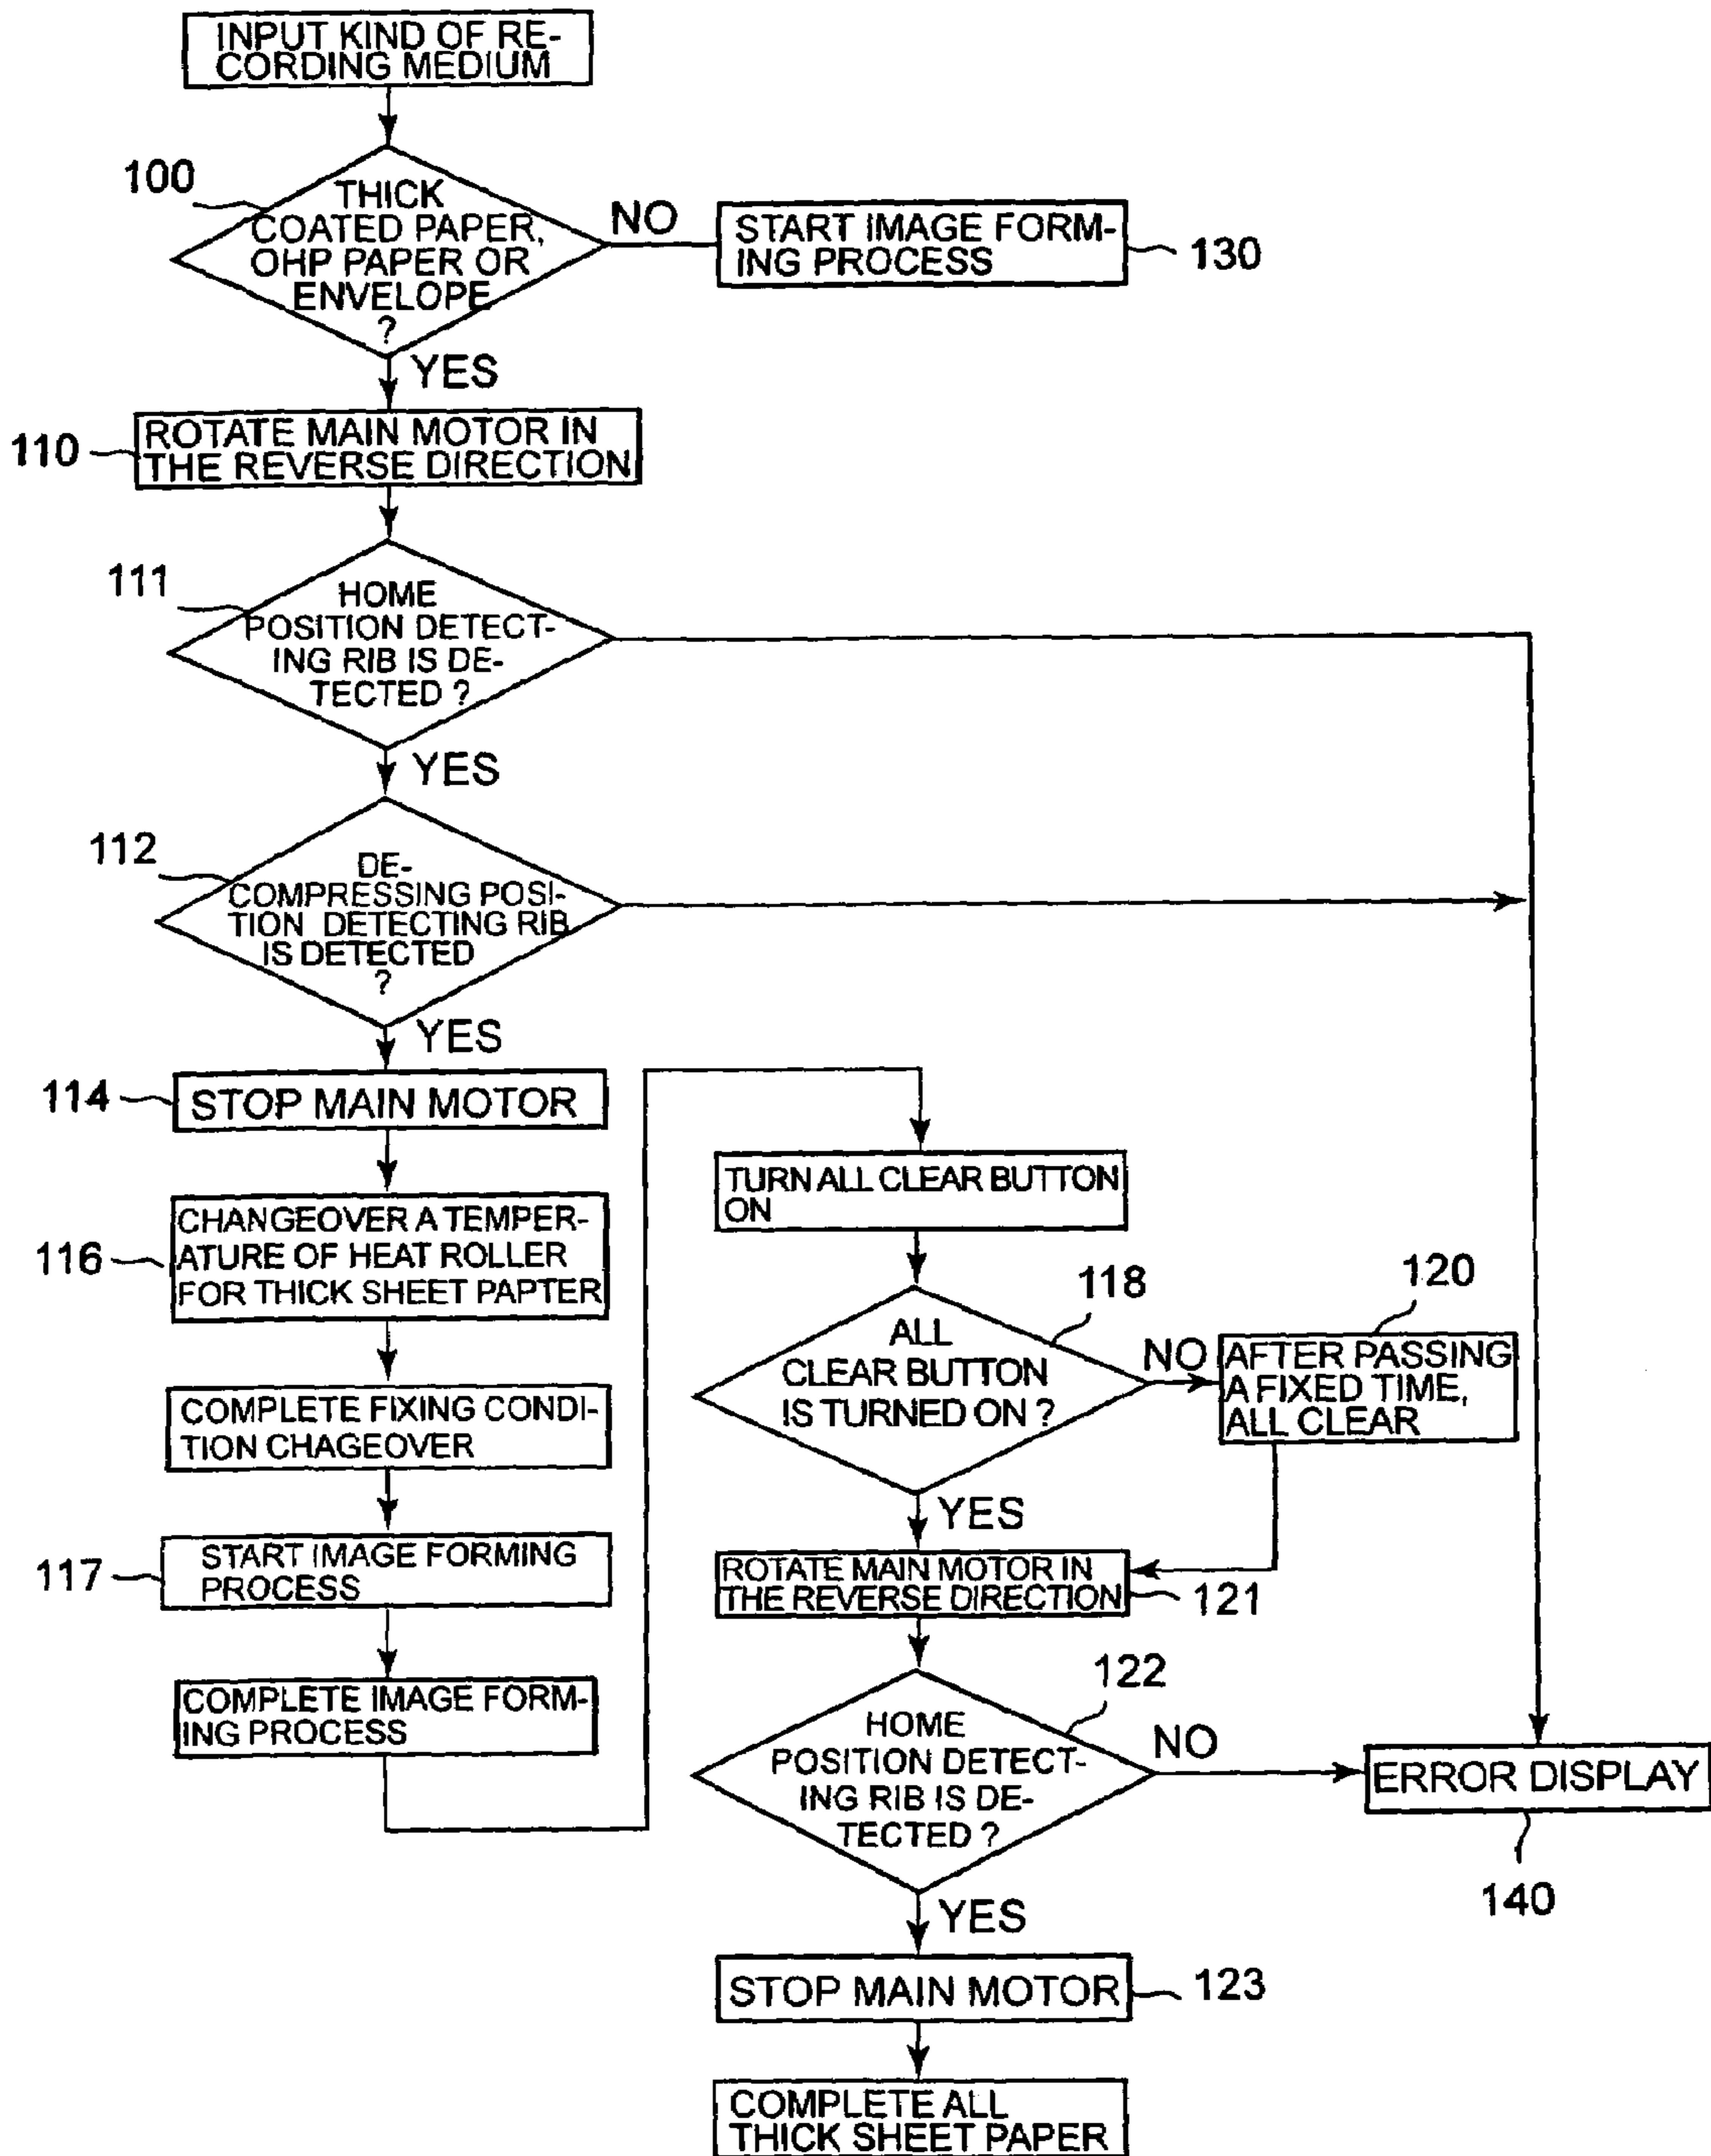 INPUT KIND OF RE-
CORDING MEDIUM
100
THICK
COATED PAPER,
OHP PAPER OR
ENVELOPE
?
NO
START IMAGE FORM-
ING PROCESS
130
YES
110
ROTATE MAIN MOTOR IN
THE REVERSE DIRECTION
111
HOME
POSITION DETECT-
ING RIB IS DE-
TECTED ?
YES
112
DE-
COMPRESSING POSI-
TION DETECTING RIB
IS DETECTED
?
YES
114
STOP MAIN MOTOR
116
CHANGEOVER A TEMPER-
ATURE OF HEAT ROLLER
FOR THICK SHEET PAPTER
COMPLETE FIXING CONDI-
TION CHAGEOVER
117
START IMAGE FORMING
PROCESS
COMPLETE IMAGE FORM-
ING PROCESS
TURN ALL CLEAR BUTTON
ON
118
ALL
CLEAR BUTTON
IS TURNED ON ?
NO
120
AFTER PASSING
A FIXED TIME,
ALL CLEAR
YES
ROTATE MAIN MOTOR IN
THE REVERSE DIRECTION
121
122
HOME
POSITION DETECT-
ING RIB IS DE-
TECTED ?
NO
ERROR DISPLAY
140
YES
STOP MAIN MOTOR
123
COMPLETE ALL
THICK SHEET PAPER